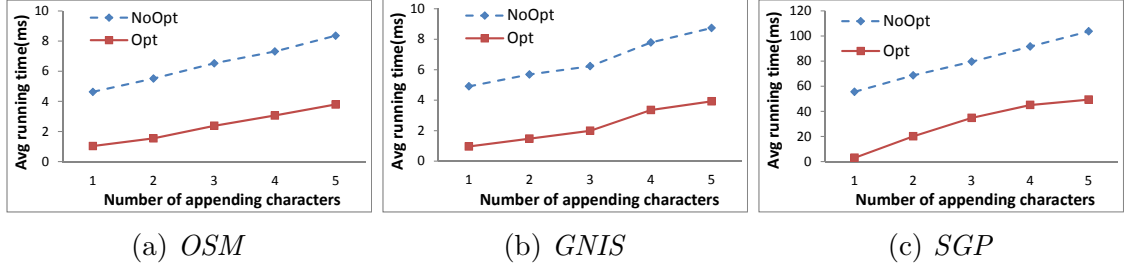 Avg running time(ms)
10
8
6
4
2
0
NoOpt
Opt
1 2 3 4 5
Number of appending characters
(a) OSM
Avg running time(ms)
10
8
6
4
2
0
NoOpt
Opt
1 2 3 4 5
Number of appending characters
(b) GNIS
Avg running time(ms)
120
100
80
60
40
20
0
NoOpt
Opt
1 2 3 4 5
Number of appending characters
(c) SGP